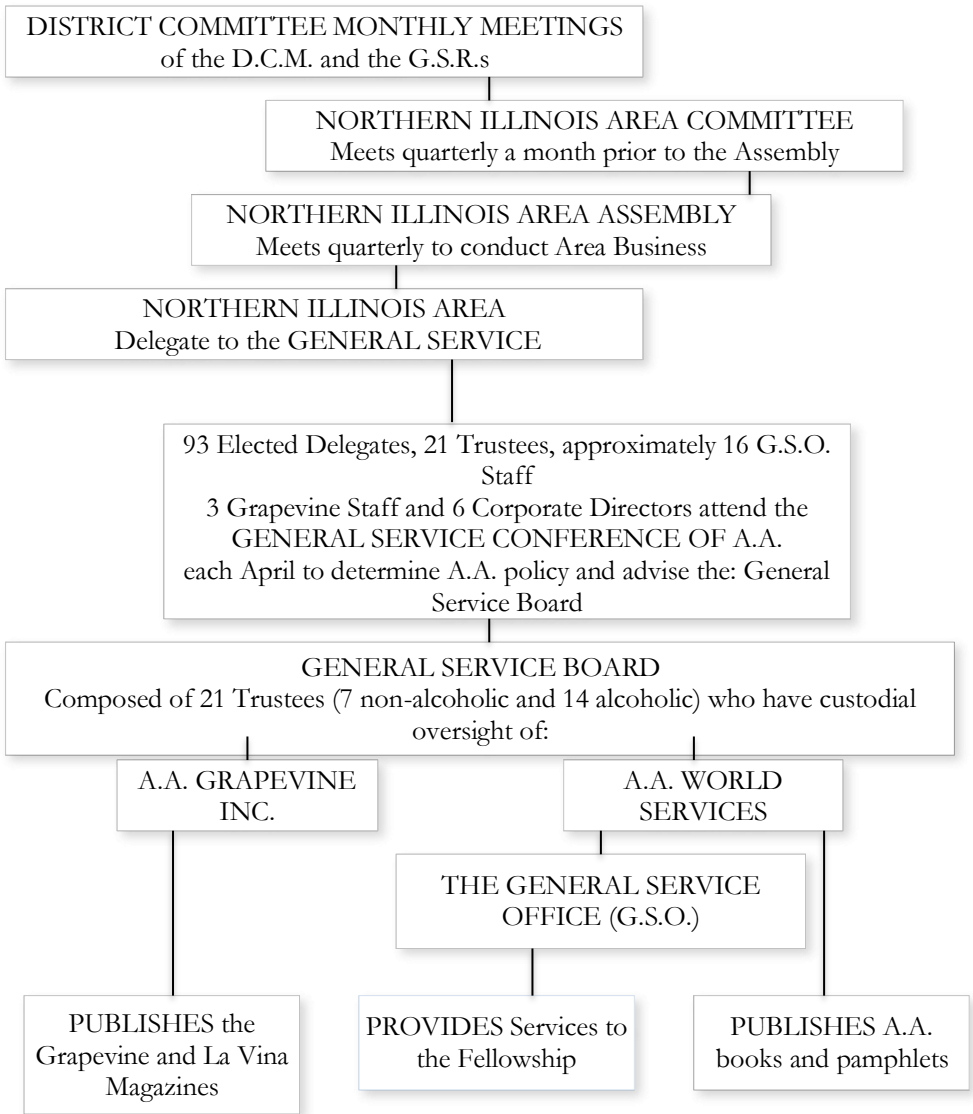 DISTRICT COMMITTEE MONTHLY MEETINGS
of the D.C.M. and the G.S.R.s
NORTHERN ILLINOIS AREA COMMITTEE
Meets quarterly a month prior to the Assembly
NORTHERN ILLINOIS AREA ASSEMBLY
Meets quarterly to conduct Area Business
NORTHERN ILLINOIS AREA
Delegate to the GENERAL SERVICE
93 Elected Delegates, 21 Trustees, approximately 16 G.S.O.
Staff
3 Grapevine Staff and 6 Corporate Directors attend the
GENERAL SERVICE CONFERENCE OF A.A.
each April to determine A.A. policy and advise the: General
Service Board
GENERAL SERVICE BOARD
Composed of 21 Trustees (7 non-alcoholic and 14 alcoholic) who have custodial
oversight of:
A.A. GRAPEVINE
INC.
A.A. WORLD
SERVICES
THE GENERAL SERVICE
OFFICE (G.S.O.)
PUBLISHES the
Grapevine and La Vina
Magazines
PROVIDES Services to
the Fellowship
PUBLISHES A.A.
books and pamphlets